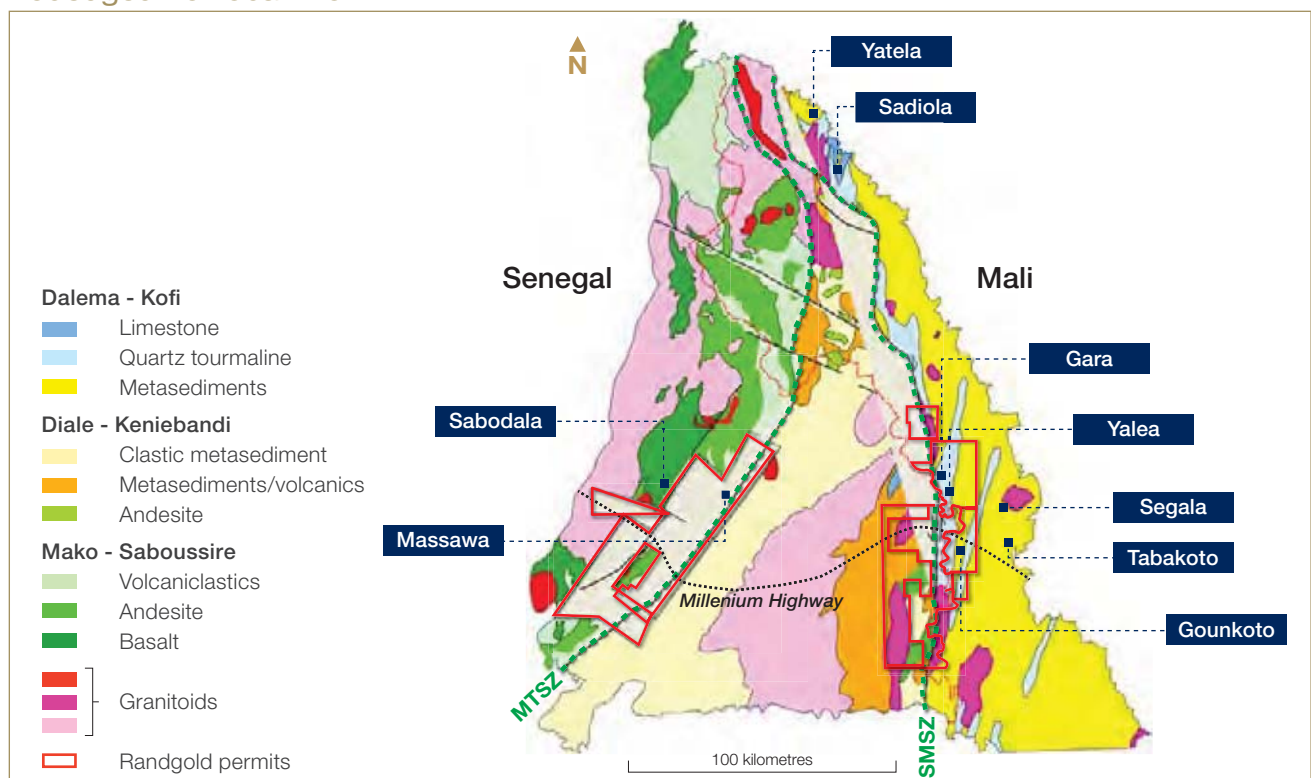 N
Yatela
Sadiola
Senegal
Mali
Dalema - Kofi
Limestone
Quartz tourmaline
Metasediments
Gara
Sabodala
Yalea
Diale - Keniebandi
Clastic metasediment
Metasediments/volcanics
Andesite
Segala
Massawa
Tabakoto
Mako - Saboussire
Volcaniclastics
Andesite
Basalt
Millenium Highway
Gounkoto
Granitoids
MTSZ
SMSZ
Randgold permits
100 kilometres